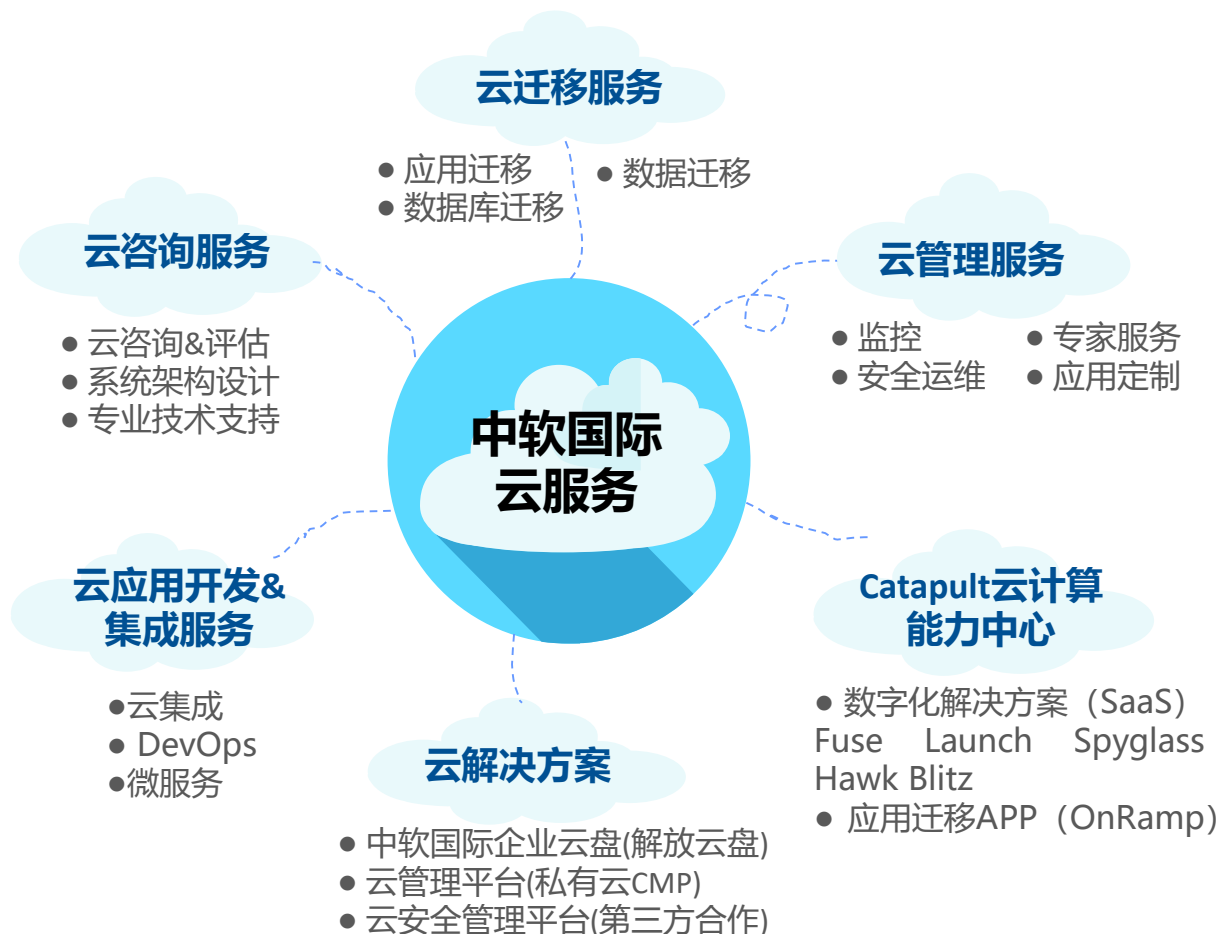 云迁移服务
● 应用迁移
● 数据库迁移
● 数据迁移
云咨询服务
● 云咨询&评估
● 系统架构设计
● 专业技术支持
云管理服务
● 监控
● 安全运维
● 专家服务
● 应用定制
中软国际
云服务
云应用开发&
集成服务
●云集成
● DevOps
●微服务
云解决方案
● 中软国际企业云盘(解放云盘)
● 云管理平台(私有云CMP)
● 云安全管理平台(第三方合作)
Catapult云计算
能力中心
● 数字化解决方案（SaaS）
Fuse Launch Spyglass
Hawk Blitz
● 应用迁移APP（OnRamp）